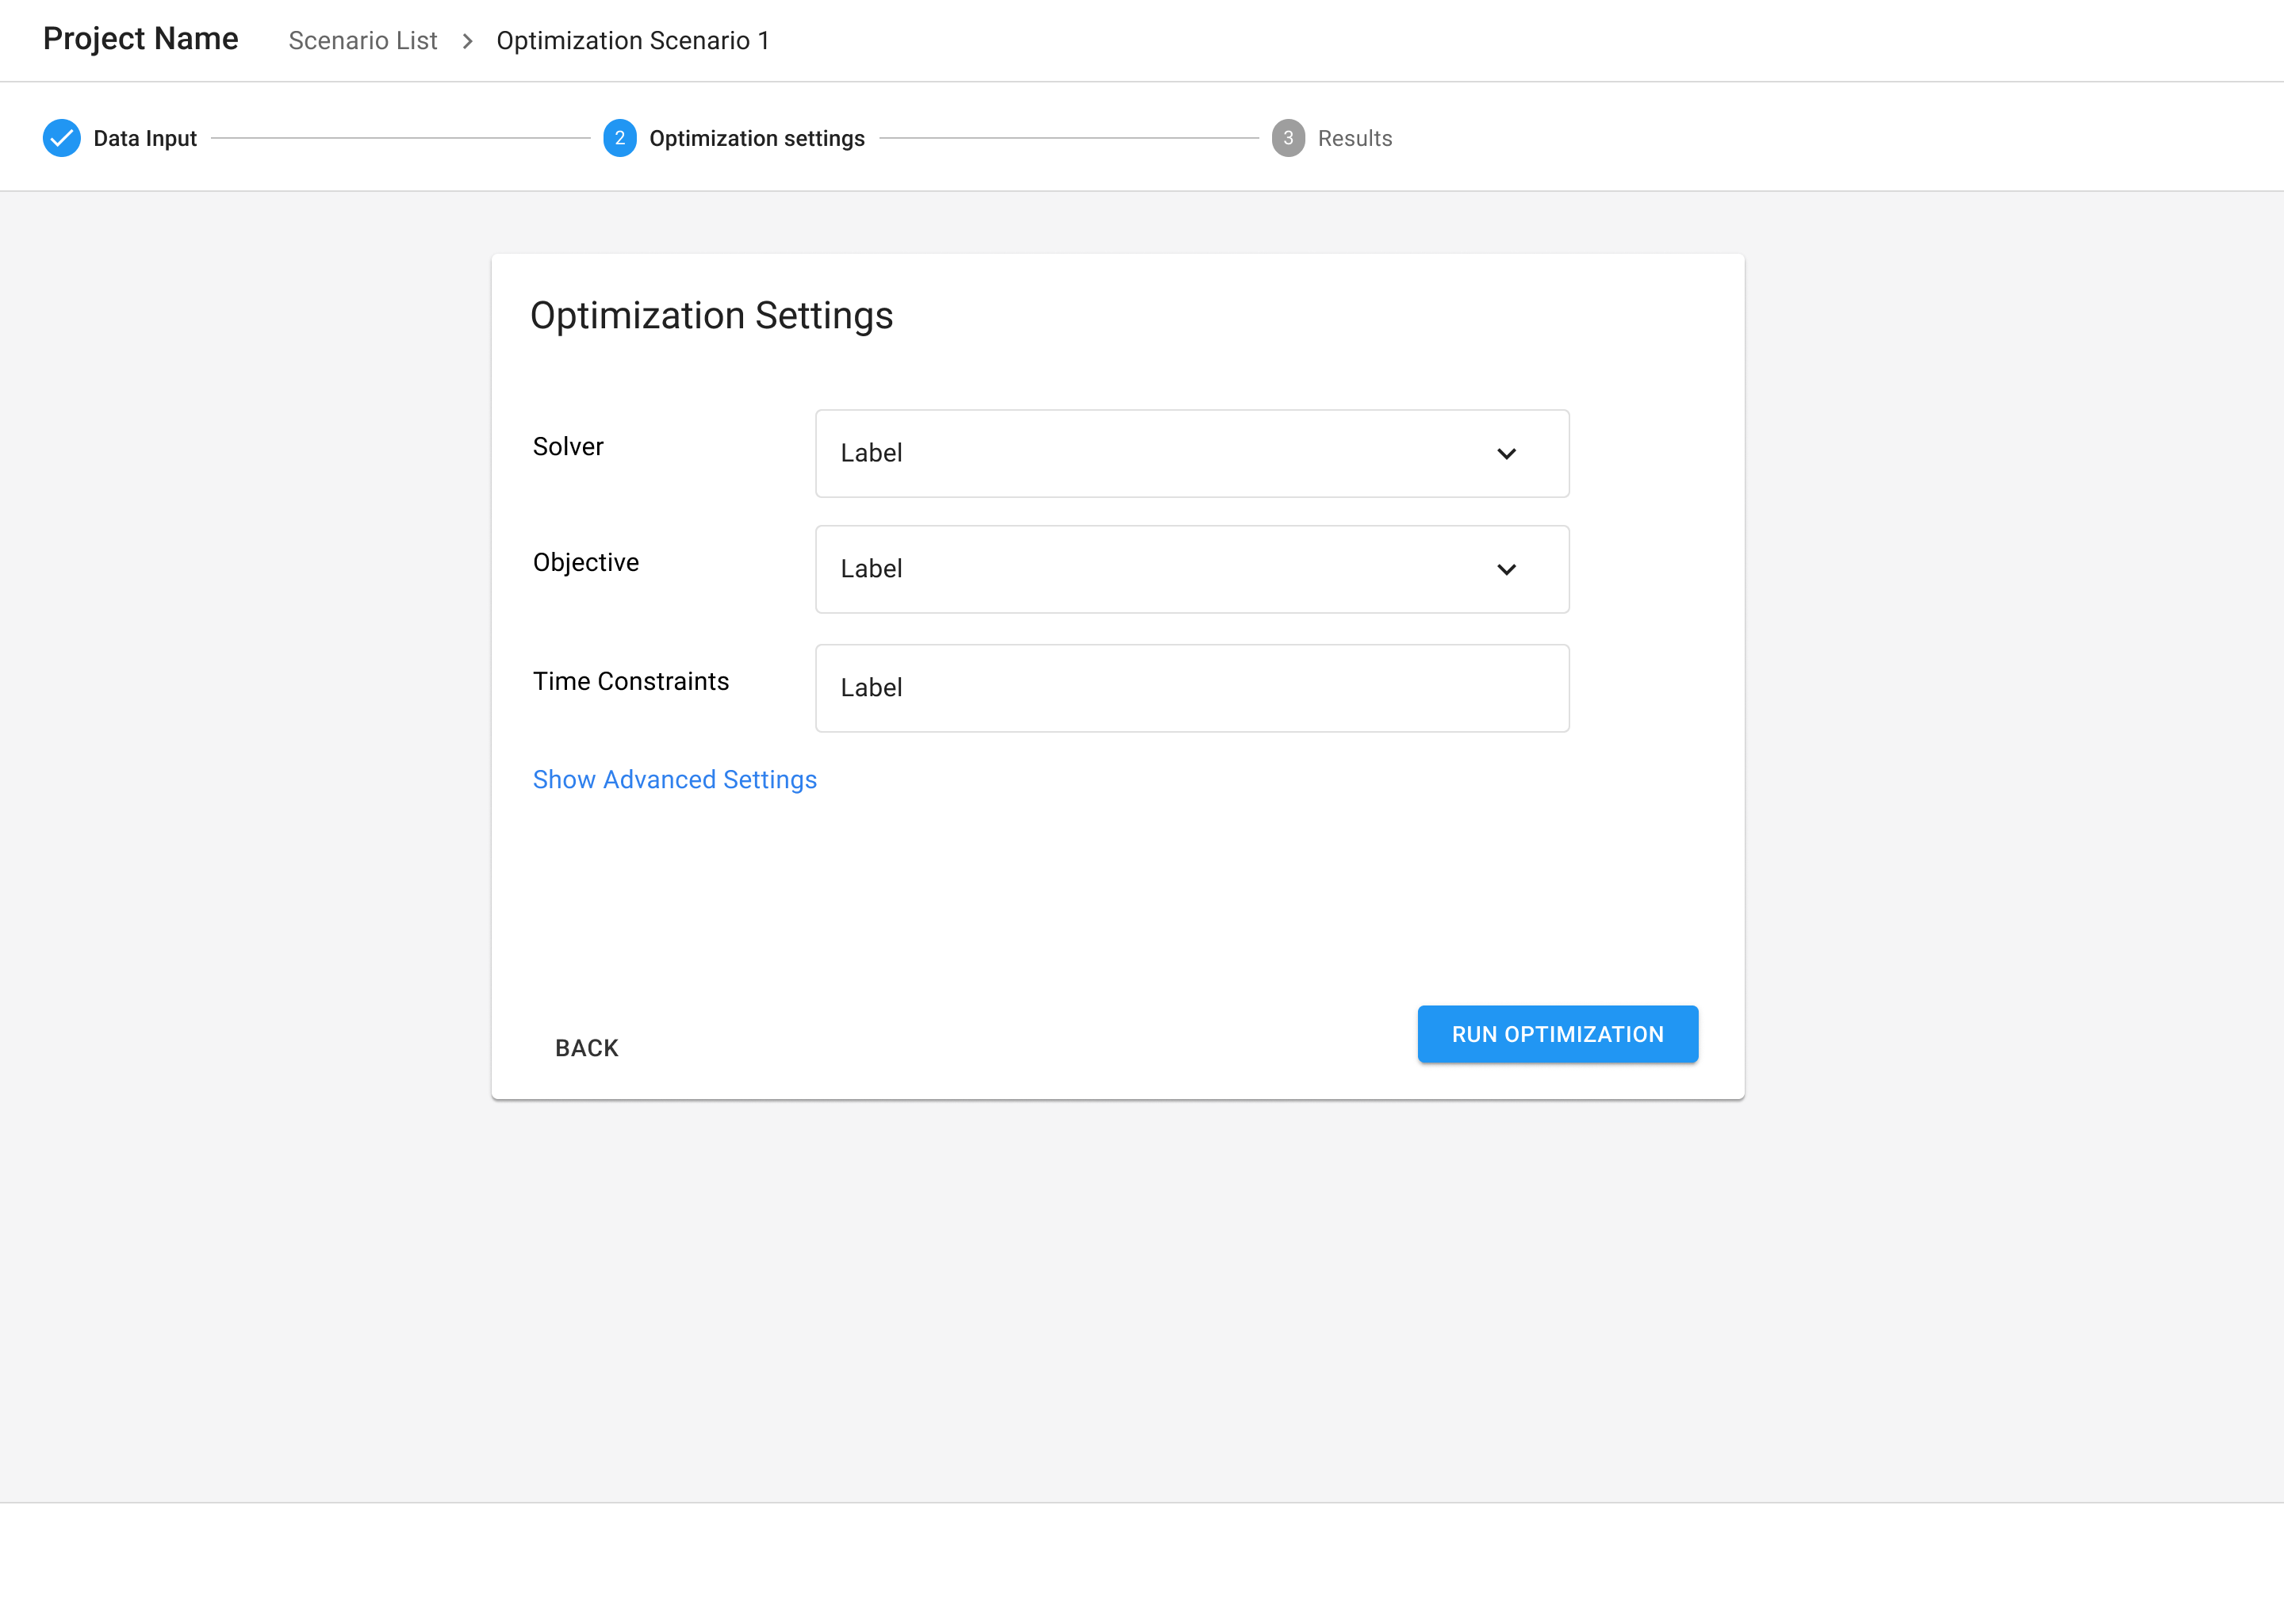 Project Name Scenario List > Optimization Scenario 1
Data Input 2 Optimization settings 3 Results
Optimization Settings
Solver Label
Objective Label
Time Constraints Label
Show Advanced Settings
BACK RUN OPTIMIZATION